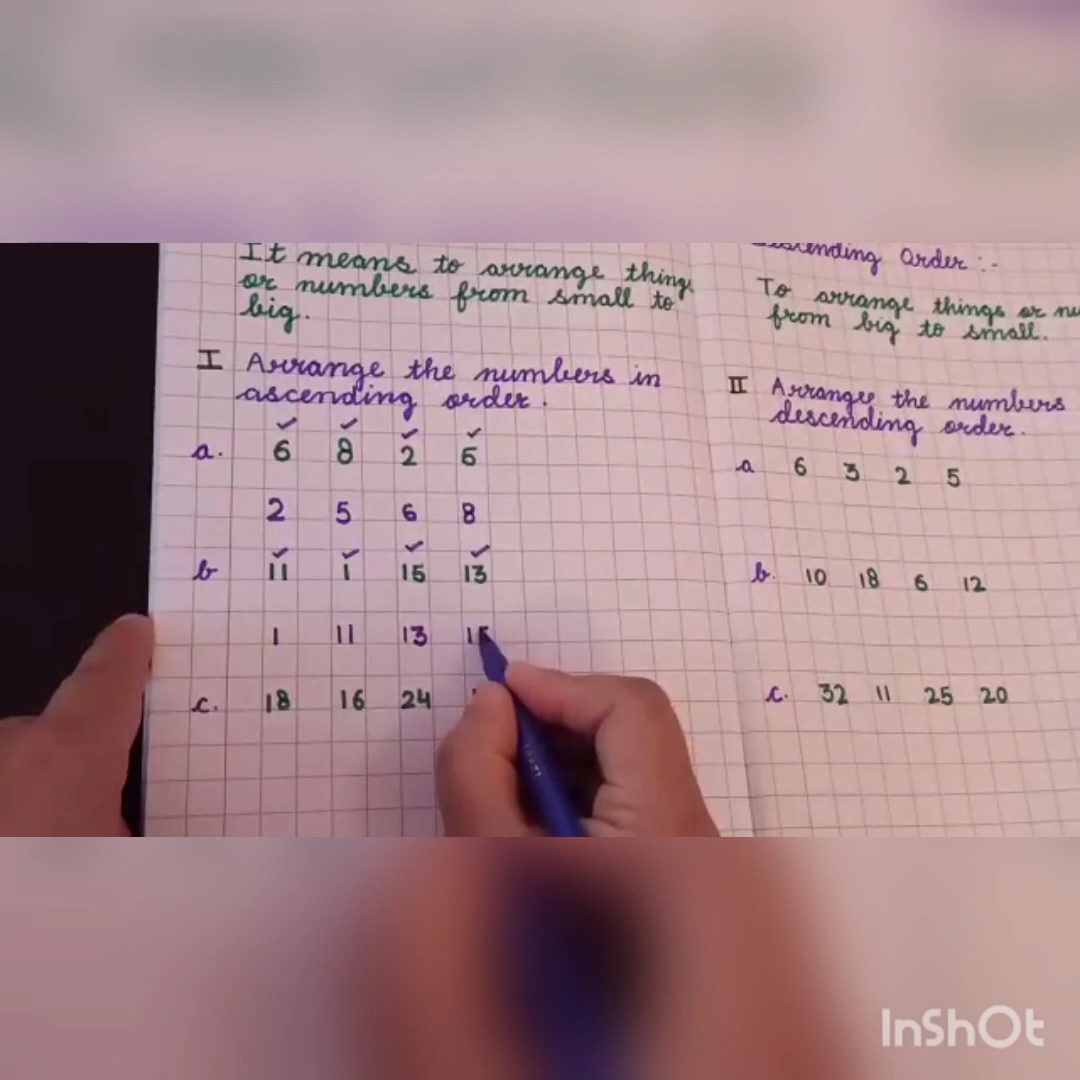 It means to arrange things
or numbers from small to
big.
I Arrange the numbers in
ascending order.
a. 6 8 2 5
2 5 6 8
b 11 1 15 13
1 11 13 15
c. 18 16 24
Descending Order :-
To arrange things or
from big to small.
II Arranges the numbers
descending order.
a 6 3 2 5
b. 10 18 6 12
c. 32 11 25 20
InShOt